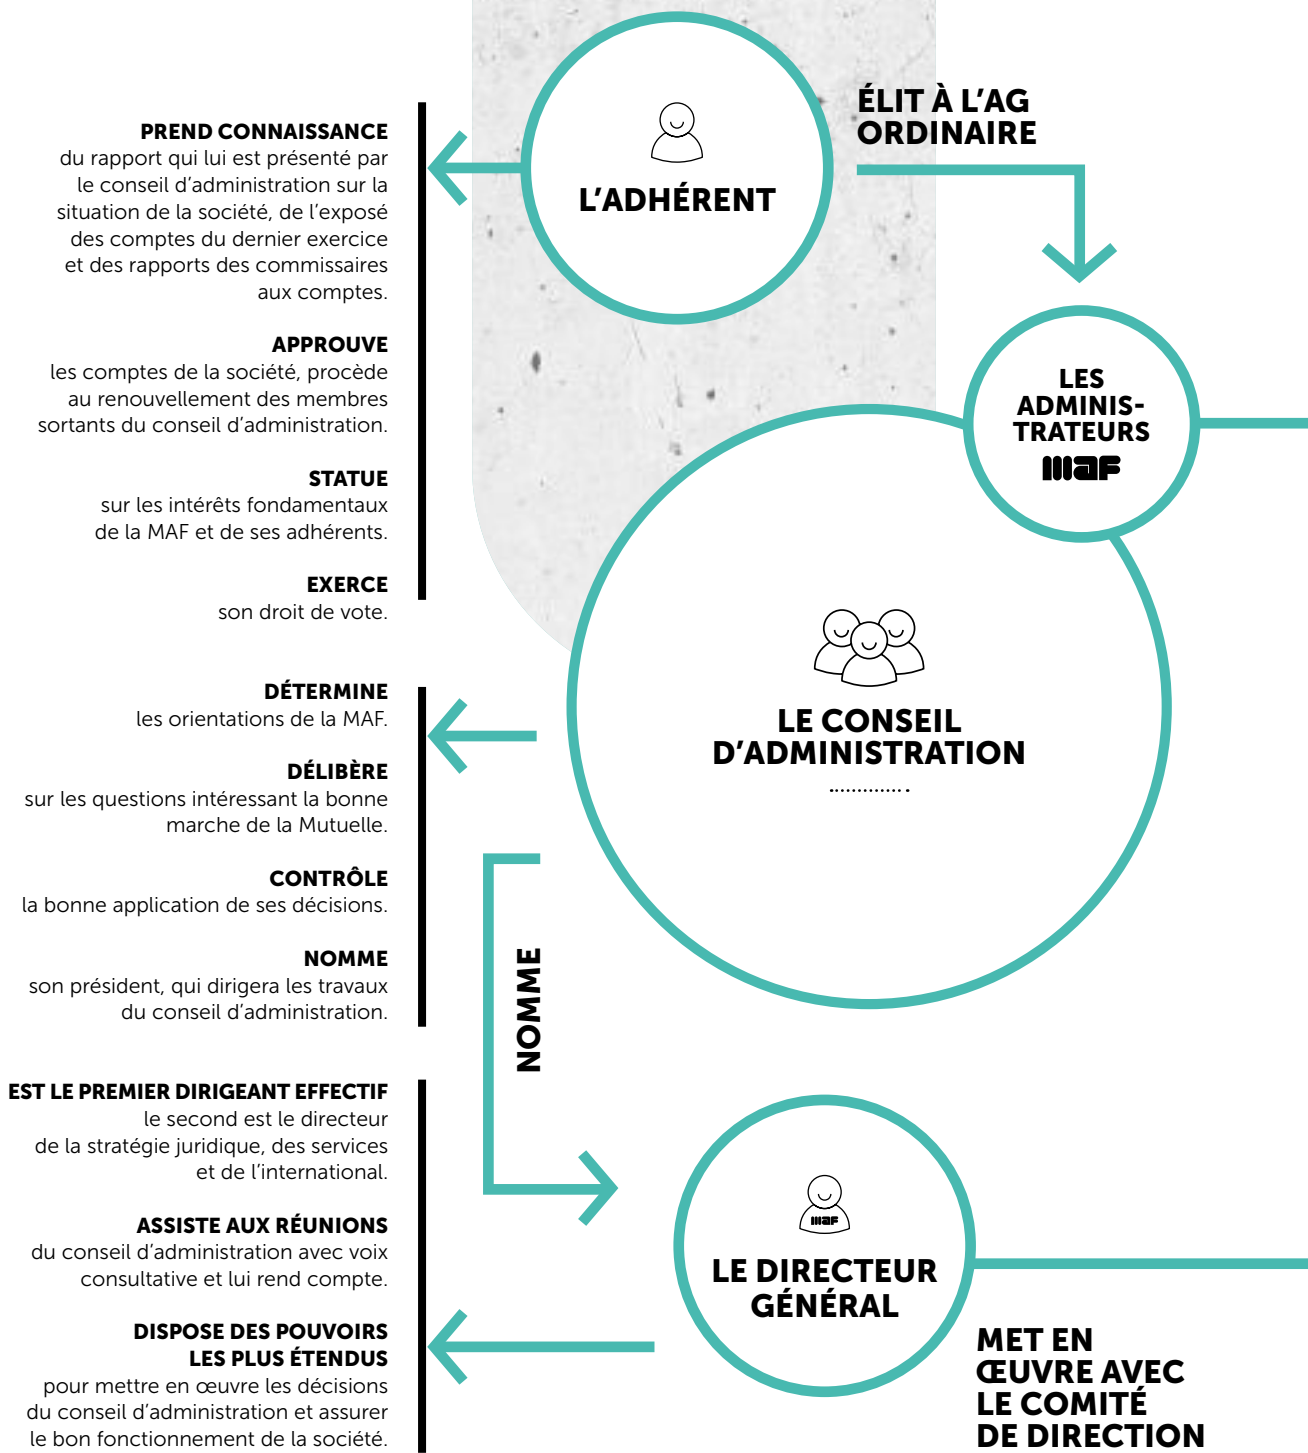 ÉLIT À L’AG
ORDINAIRE
L’ADHÉRENT
PREND CONNAISSANCE
du rapport qui lui est présenté par
le conseil d’administration sur la
situation de la société, de l’exposé
des comptes du dernier exercice
et des rapports des commissaires
aux comptes.
APPROUVE
les comptes de la société, procède
au renouvellement des membres
sortants du conseil d’administration.
STATUE
sur les intérêts fondamentaux
de la MAF et de ses adhérents.
EXERCE
son droit de vote.
LES
ADMINIS-
TRATEURS
maf
LE CONSEIL
D’ADMINISTRATION
DÉTERMINE
les orientations de la MAF.
DÉLIBÈRE
sur les questions intéressant la bonne
marche de la Mutuelle.
CONTRÔLE
la bonne application de ses décisions.
NOMME
son président, qui dirigera les travaux
du conseil d’administration.
NOMME
maf
LE DIRECTEUR
GÉNÉRAL
EST LE PREMIER DIRIGEANT EFFECTIF
le second est le directeur
de la stratégie juridique, des services
et de l’international.
ASSISTE AUX RÉUNIONS
du conseil d’administration avec voix
consultative et lui rend compte.
DISPOSE DES POUVOIRS
LES PLUS ÉTENDUS
pour mettre en œuvre les décisions
du conseil d’administration et assurer
le bon fonctionnement de la société.
MET EN
ŒUVRE AVEC
LE COMITÉ
DE DIRECTION